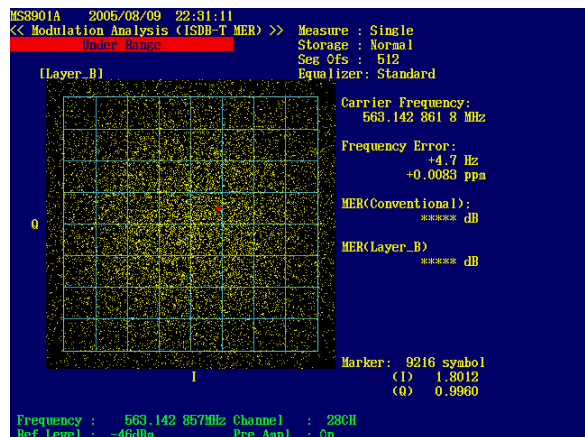 MS8901A 2005/08/09 22:31:11
<< Modulation Analysis (ISDB-T MER) >> Measure : Single
Under Range Storage : Normal
Seg Ofs : 512
[Layer_B] Equalizer: Standard
Carrier Frequency:
563.142 861 8 MHz
Frequency Error:
+4.7 Hz
+0.0083 ppm
MER(Conventional):
***** dB
Q
MER(Layer_B)
***** dB
Marker: 9216 symbol
I (I) 1.8012
(Q) 0.9960
Frequency : 563.142 857MHz Channel : 28CH
Ref Level : -46dBm Pre Ampl : On